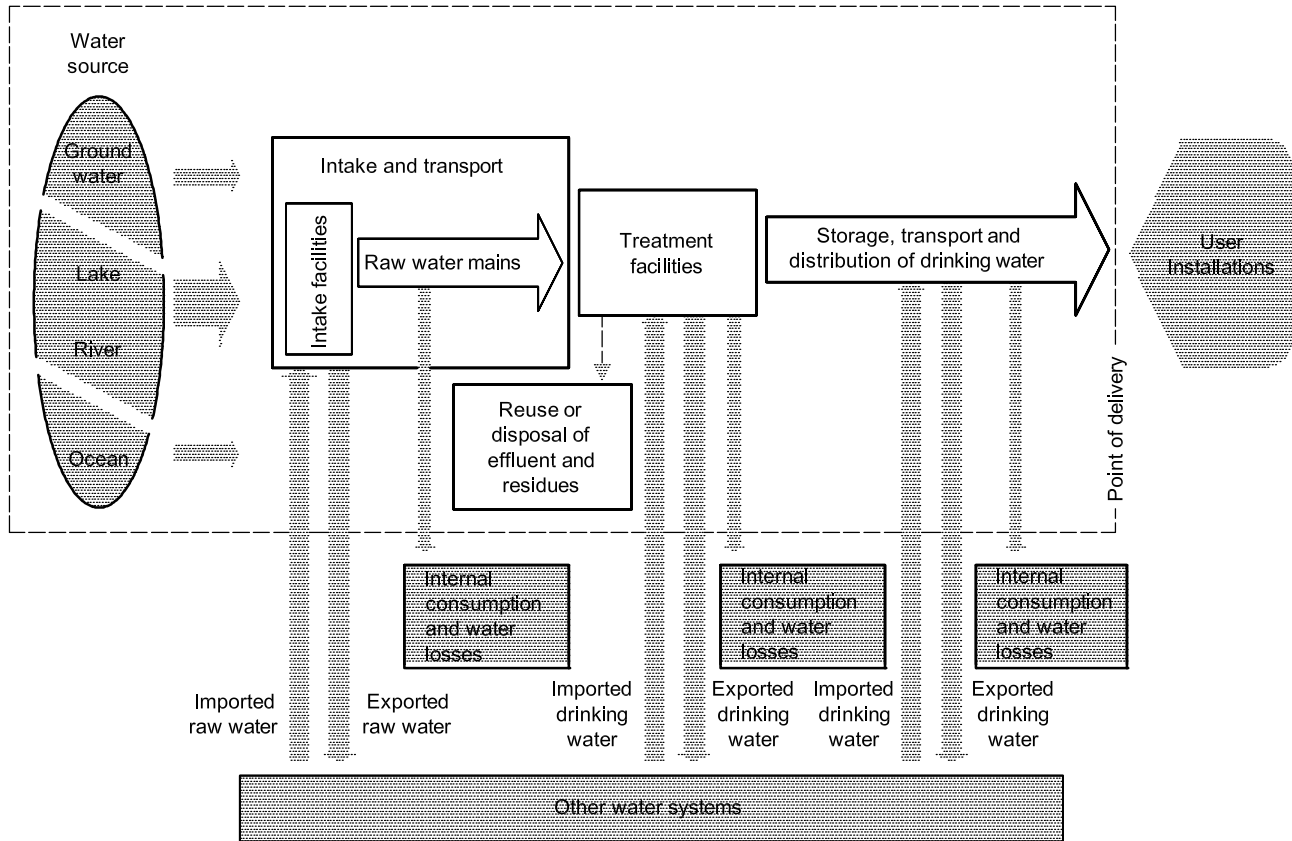 Water
source
Ground
water
Lake
River
Ocean
Intake and transport
Intake facilities
Raw water mains
Treatment
facilities
Storage, transport and
distribution of drinking water
User
Installations
Point of delivery
Reuse or
disposal of
effluent and
residues
Internal
consumption
and water
losses
Internal
consumption
and water
losses
Internal
consumption
and water
losses
Imported
raw water
Exported
raw water
Imported
drinking
water
Exported
drinking
water
Imported
drinking
water
Exported
drinking
water
Other water systems